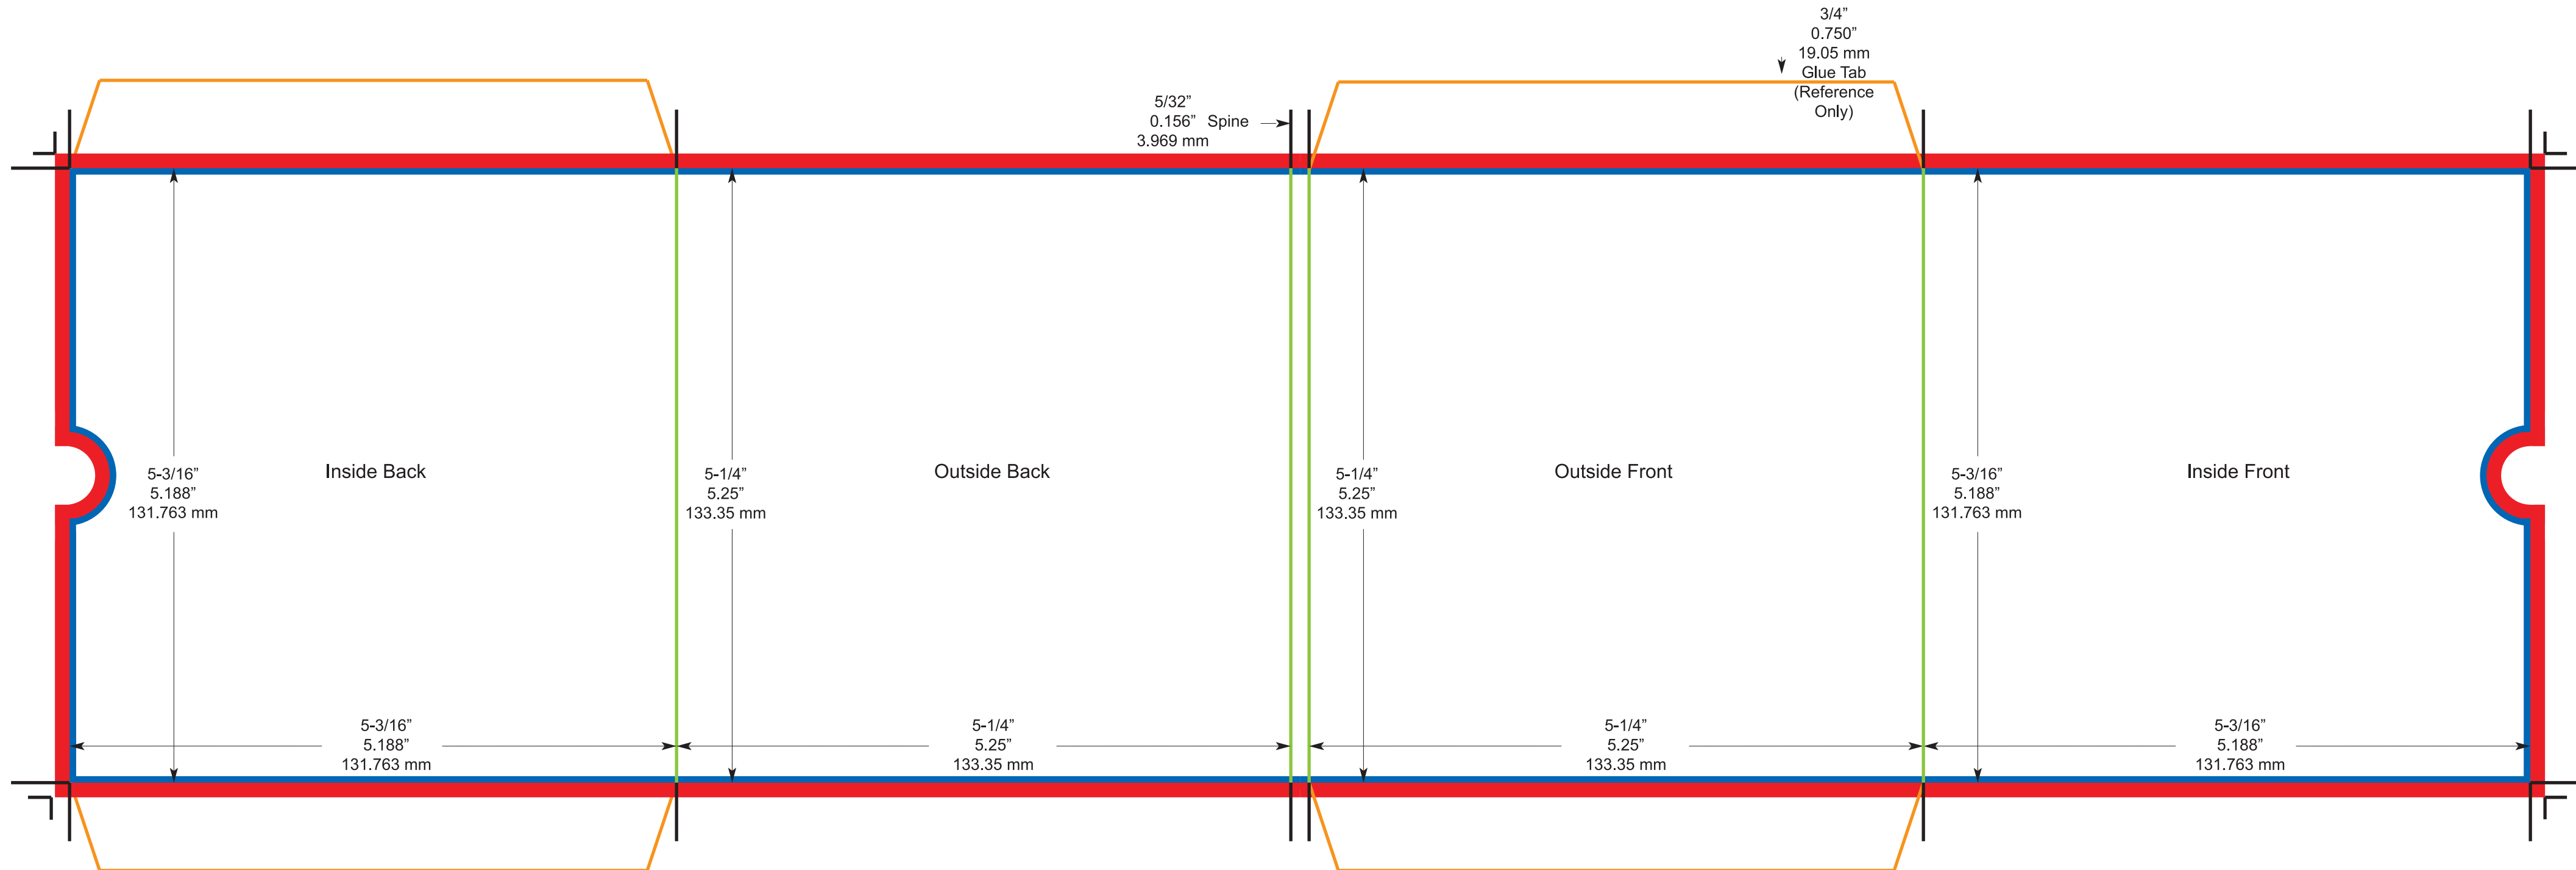 3/4”
0.750”
19.05 mm
Glue Tab
(Reference
Only)
5/32”
0.156” Spine
3.969 mm
Inside Back
5-3/16”
5.188”
131.763 mm
Outside Back
5-1/4”
5.25”
133.35 mm
Outside Front
5-1/4”
5.25”
133.35 mm
Inside Front
5-3/16”
5.188”
131.763 mm
5-3/16”
5.188”
131.763 mm
5-1/4”
5.25”
133.35 mm
5-1/4”
5.25”
133.35 mm
5-3/16”
5.188”
131.763 mm